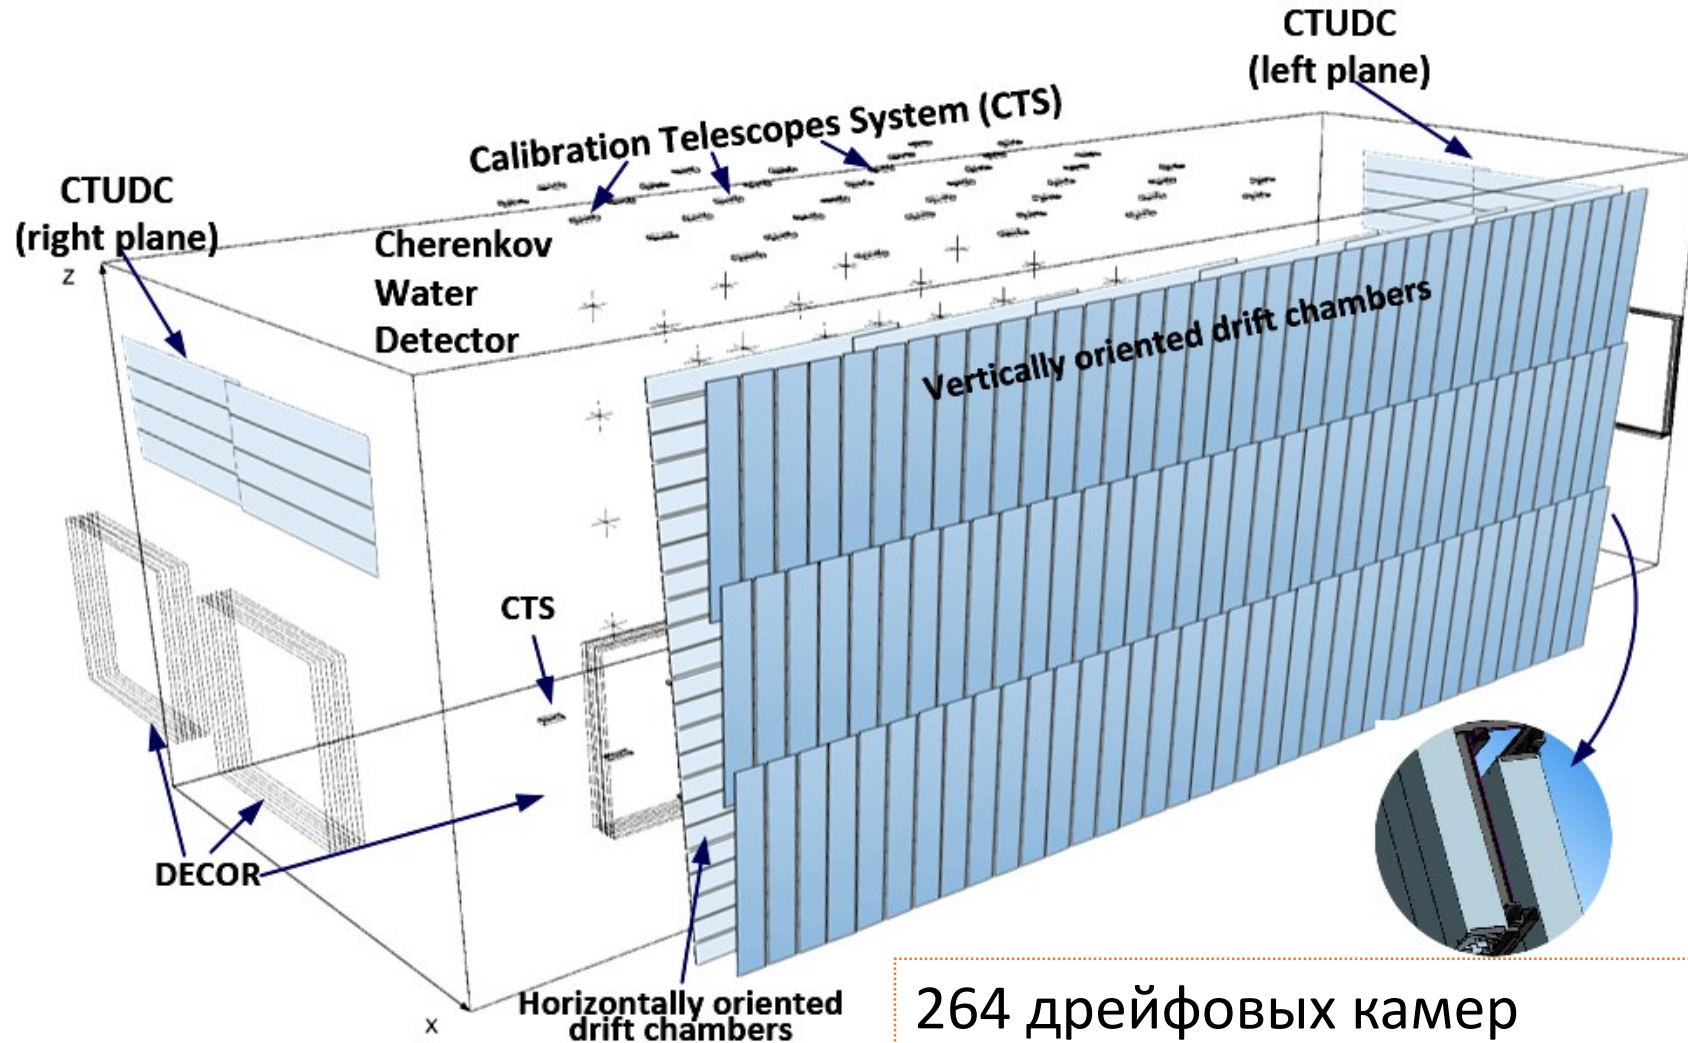 CTUDC
(left plane)
Calibration Telescopes System (CTS)
CTUDC
(right plane)
z
Cherenkov
Water
Detector
Vertically oriented drift chambers
CTS
DECOR
Horizontally oriented
drift chambers
x
264 дрейфовых камер